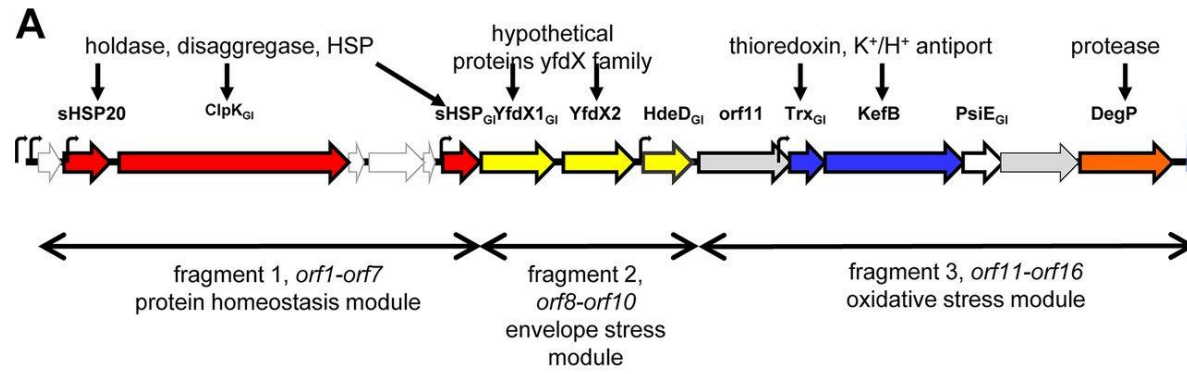 A
holdase, disaggregase, HSP
hypothetical
proteins yfdX family
thioredoxin, K⁺/H⁺ antiport
protease
sHSP20
ClpK_GI
sHSP_GI
YfdX1_GI
YfdX2
HdeD_GI
orf11
Trx_GI
KefB
PsiE_GI
DegP
fragment 1, orf1-orf7
protein homeostasis module
fragment 2,
orf8-orf10
envelope stress
module
fragment 3, orf11-orf16
oxidative stress module